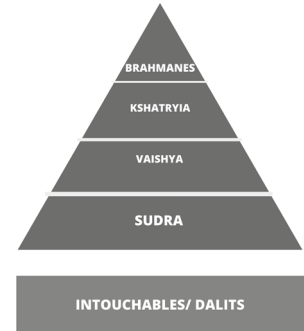 BRAHMANES
KSHATRYIA
VAISHYA
SUDRA
INTOUCHABLES/ DALITS